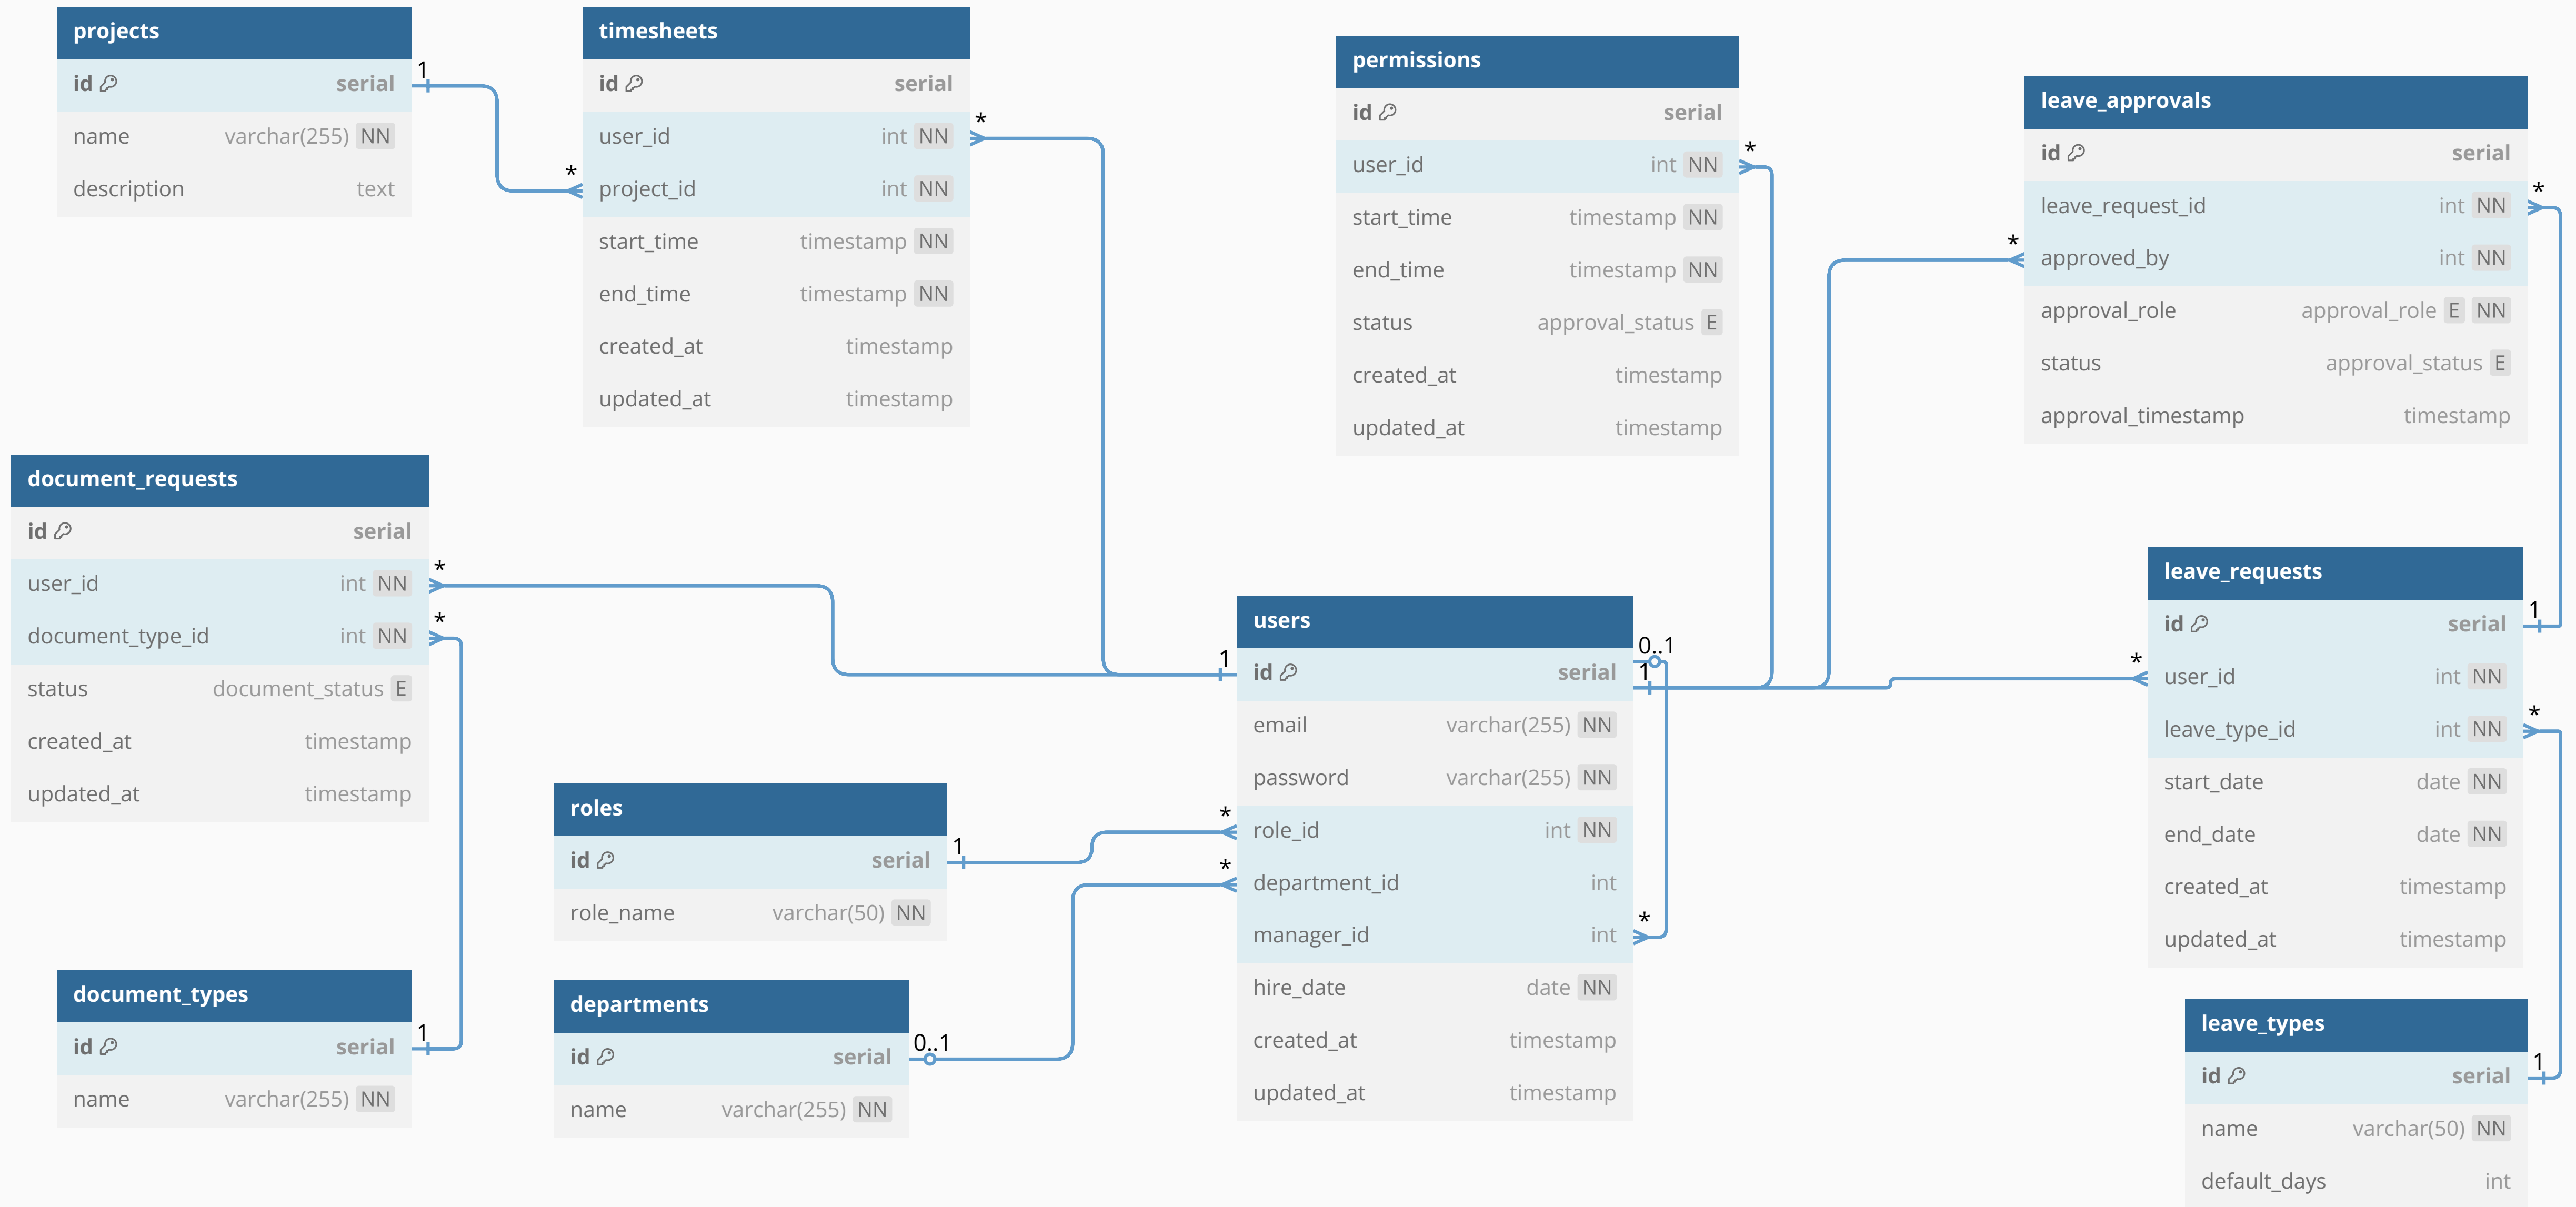 projects
id serial
name varchar(255) NN
description text
1
*
timesheets
id serial
user_id int NN
project_id int NN
start_time timestamp NN
end_time timestamp NN
created_at timestamp
updated_at timestamp
*
permissions
id serial
user_id int NN
start_time timestamp NN
end_time timestamp NN
status approval_status E
created_at timestamp
updated_at timestamp
*
leave_approvals
id serial
leave_request_id int NN
approved_by int NN
approval_role approval_role E NN
status approval_status E
approval_timestamp timestamp
*
*
document_requests
id serial
user_id int NN
document_type_id int NN
status document_status E
created_at timestamp
updated_at timestamp
*
*
users
id serial
email varchar(255) NN
password varchar(255) NN
role_id int NN
department_id int
manager_id int
hire_date date NN
created_at timestamp
updated_at timestamp
1
0..1
1
*
*
*
leave_requests
id serial
user_id int NN
leave_type_id int NN
start_date date NN
end_date date NN
created_at timestamp
updated_at timestamp
1
*
*
roles
id serial
role_name varchar(50) NN
1
document_types
id serial
name varchar(255) NN
1
departments
id serial
name varchar(255) NN
0..1
leave_types
id serial
name varchar(50) NN
default_days int
1